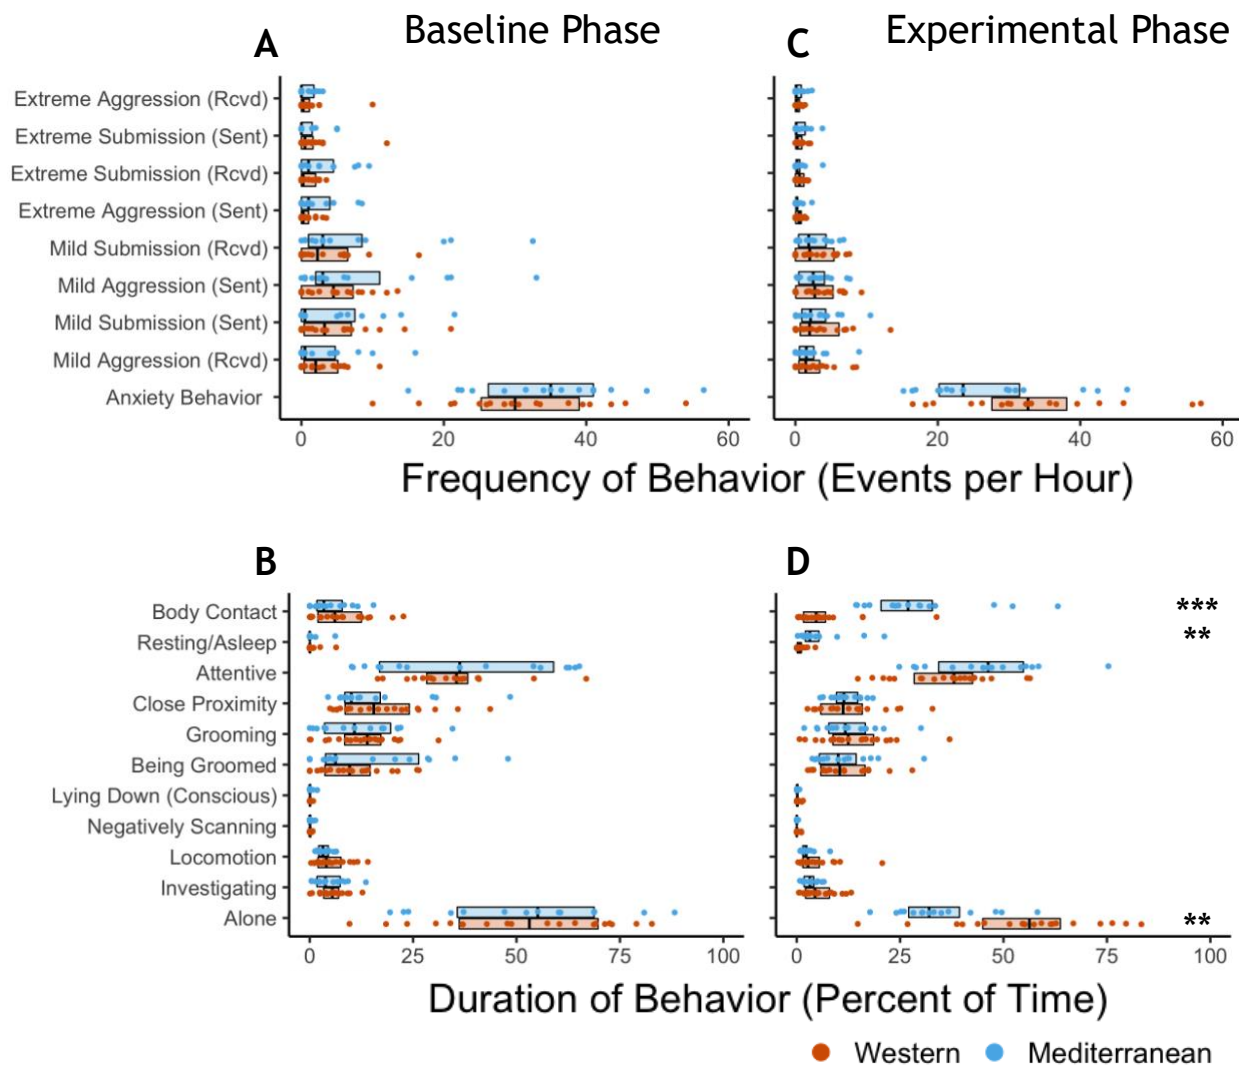 Baseline Phase
Experimental Phase
A
C
Extreme Aggression (Rcvd)
Extreme Submission (Sent)
Extreme Submission (Rcvd)
Extreme Aggression (Sent)
Mild Submission (Rcvd)
Mild Aggression (Sent)
Mild Submission (Sent)
Mild Aggression (Rcvd)
Anxiety Behavior
0 20 40 60
0 20 40 60
Frequency of Behavior (Events per Hour)
B
D
Body Contact ***
Resting/Asleep **
Attentive
Close Proximity
Grooming
Being Groomed
Lying Down (Conscious)
Negatively Scanning
Locomotion
Investigating
Alone **
0 25 50 75 100
0 25 50 75 100
Duration of Behavior (Percent of Time)
Western Mediterranean